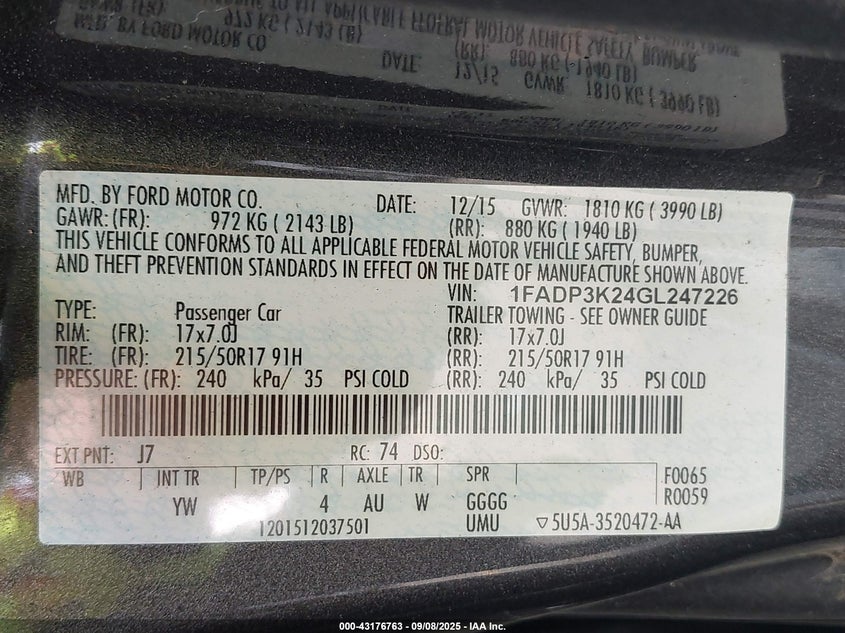 MFD. BY FORD MOTOR CO. DATE: 12/15 GVWR: 1810 KG ( 3990 LB)
GAWR: (FR): 972 KG ( 2143 LB) (RR): 880 KG ( 1940 LB)
THIS VEHICLE CONFORMS TO ALL APPLICABLE FEDERAL MOTOR VEHICLE SAFETY, BUMPER,
AND THEFT PREVENTION STANDARDS IN EFFECT ON THE DATE OF MANUFACTURE SHOWN ABOVE.
VIN: 1FADP3K24GL247226
TYPE: Passenger Car TRAILER TOWING - SEE OWNER GUIDE
RIM: (FR): 17x7.0J (RR): 17x7.0J
TIRE: (FR): 215/50R17 91H (RR): 215/50R17 91H
PRESSURE: (FR): 240 kPa/ 35 PSI COLD (RR): 240 kPa/ 35 PSI COLD
EXT PNT: J7 RC: 74 DSO:
WB INT TR TP/PS R AXLE TR SPR F0065
YW 4 AU W GGGG R0059
1201512037501 UMU ▽5U5A-3520472-AA
000-43176763 - 09/08/2025 - IAA Inc.